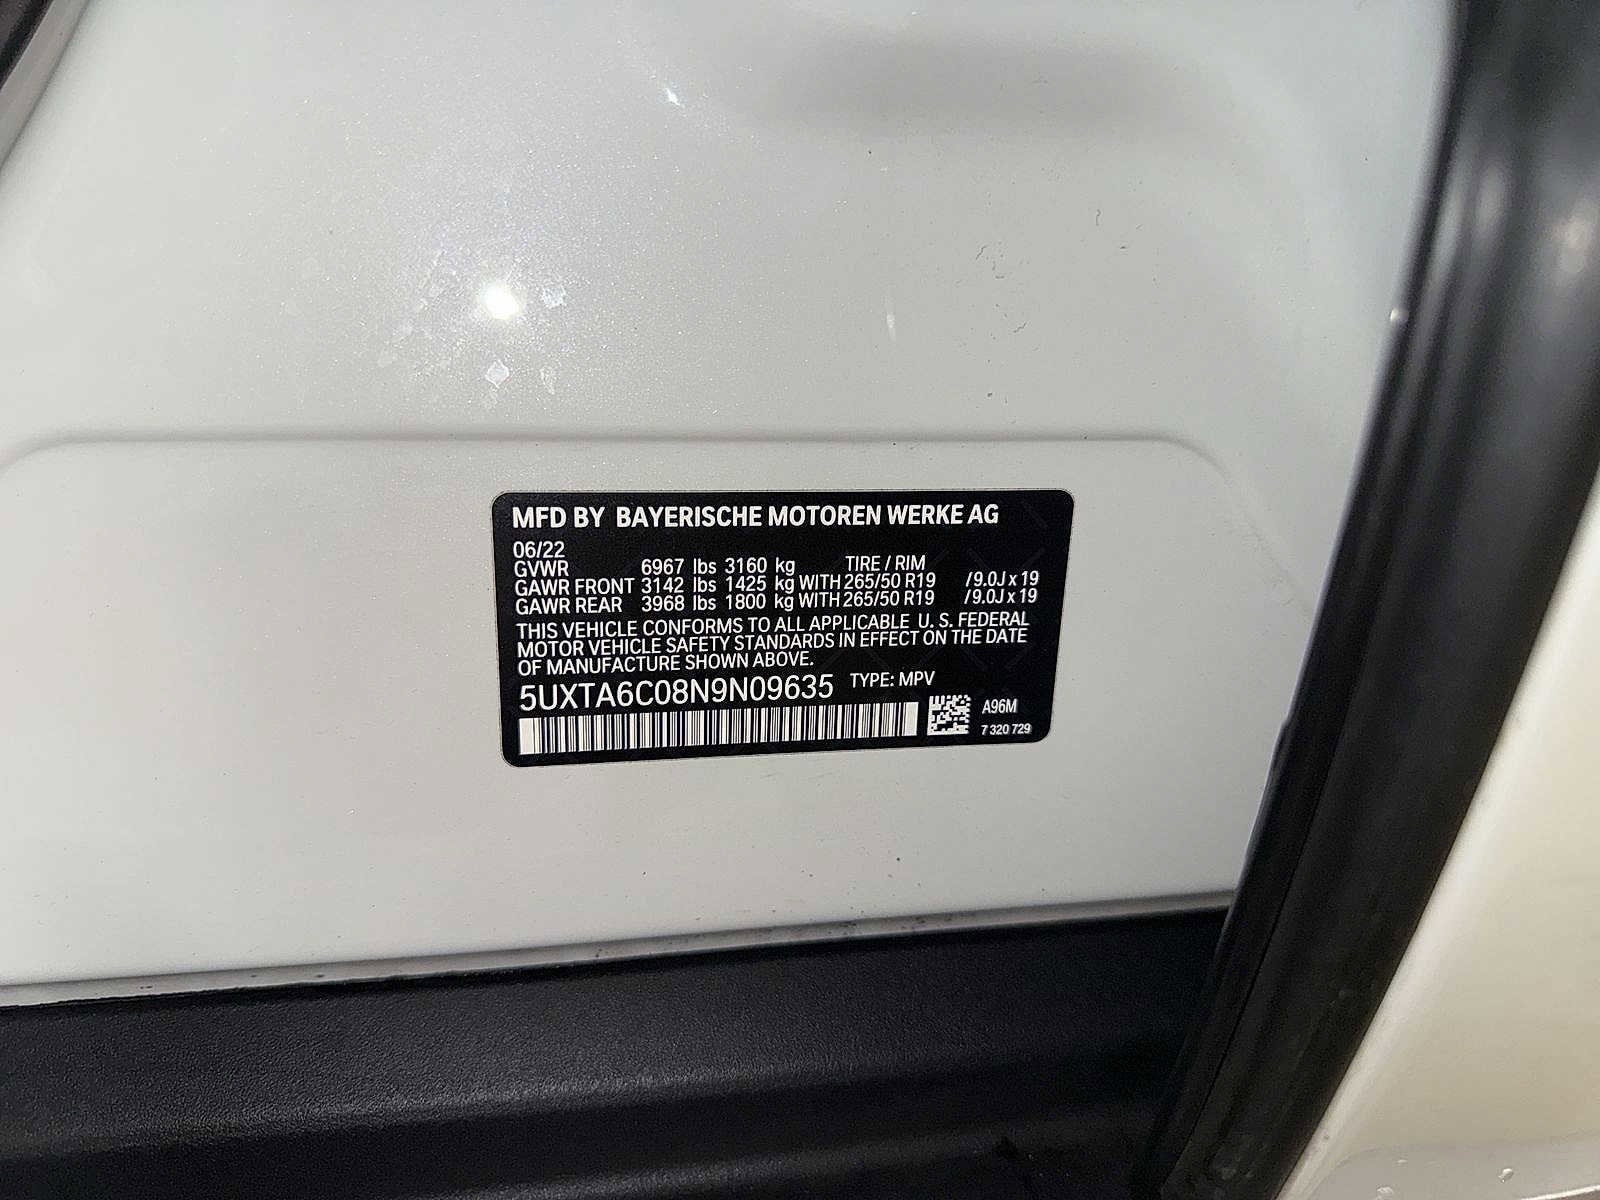 MFD BY BAYERISCHE MOTOREN WERKE AG
06/22
GVWR 6967 lbs 3160 kg TIRE / RIM
GAWR FRONT 3142 lbs 1425 kg WITH 265/50 R19 /9.0J x 19
GAWR REAR 3968 lbs 1800 kg WITH 265/50 R19 /9.0J x 19
THIS VEHICLE CONFORMS TO ALL APPLICABLE U. S. FEDERAL
MOTOR VEHICLE SAFETY STANDARDS IN EFFECT ON THE DATE
OF MANUFACTURE SHOWN ABOVE.
5UXTA6C08N9N09635 TYPE: MPV
A96M
7 320 729